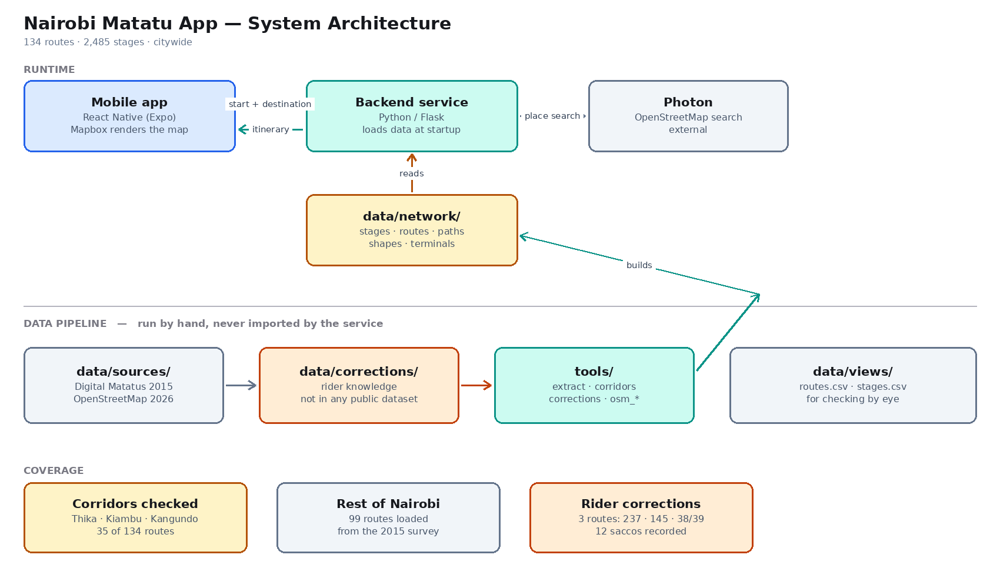 Nairobi Matatu App — System Architecture
134 routes · 2,485 stages · citywide
RUNTIME
Mobile app
React Native (Expo)
Mapbox renders the map
start + destination
itinerary
Backend service
Python / Flask
loads data at startup
place search
Photon
OpenStreetMap search
external
reads
data/network/
stages · routes · paths
shapes · terminals
builds
DATA PIPELINE — run by hand, never imported by the service
data/sources/
Digital Matatus 2015
OpenStreetMap 2026
data/corrections/
rider knowledge
not in any public dataset
tools/
extract · corridors
corrections · osm_*
data/views/
routes.csv · stages.csv
for checking by eye
COVERAGE
Corridors checked
Thika · Kiambu · Kangundo
35 of 134 routes
Rest of Nairobi
99 routes loaded
from the 2015 survey
Rider corrections
3 routes: 237 · 145 · 38/39
12 saccos recorded